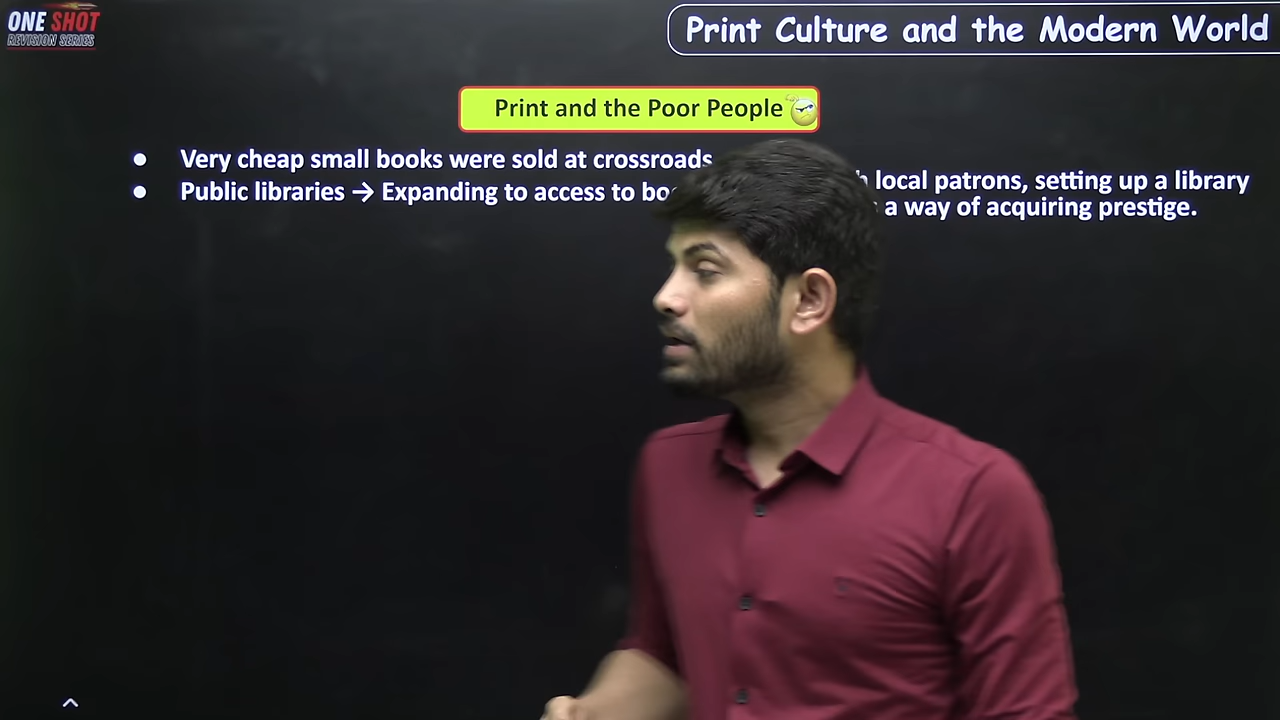 ONE SHOT
REVISION SERIES
Print Culture and the Modern World
Print and the Poor People
● Very cheap small books were sold at crossroads
● Public libraries → Expanding to access to
local patrons, setting up a library
a way of acquiring prestige.